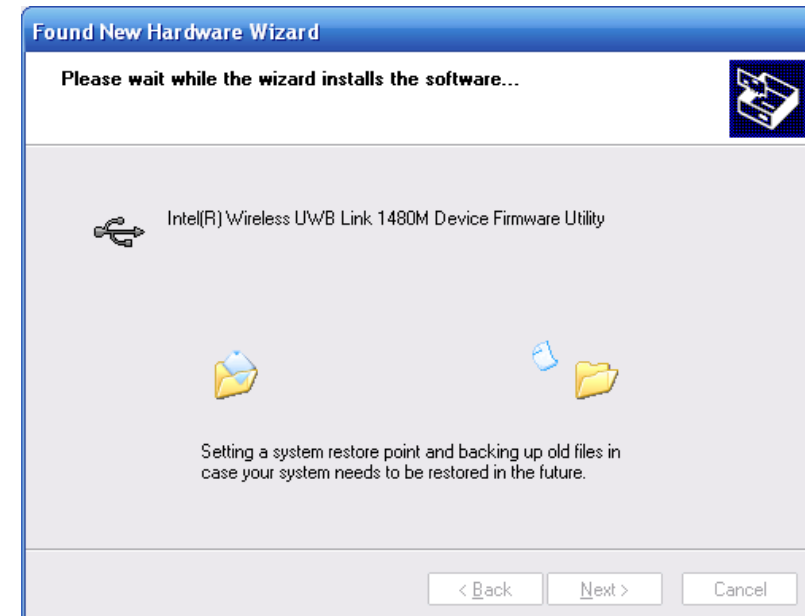 Found New Hardware Wizard
Please wait while the wizard installs the software...
Intel(R) Wireless UWB Link 1480M Device Firmware Utility
Setting a system restore point and backing up old files in
case your system needs to be restored in the future.
< Back
Next >
Cancel